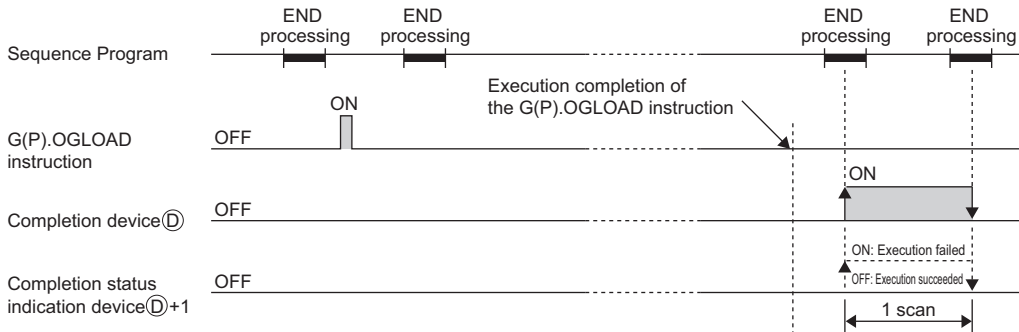 END
processing
END
processing
END
processing
END
processing
Sequence Program
Execution completion of
the G(P).OGLOAD instruction
ON
G(P).OGLOAD
instruction
OFF
ON
Completion device Ⓓ
OFF
ON: Execution failed
OFF: Execution succeeded
Completion status
indication device Ⓓ+1
OFF
1 scan